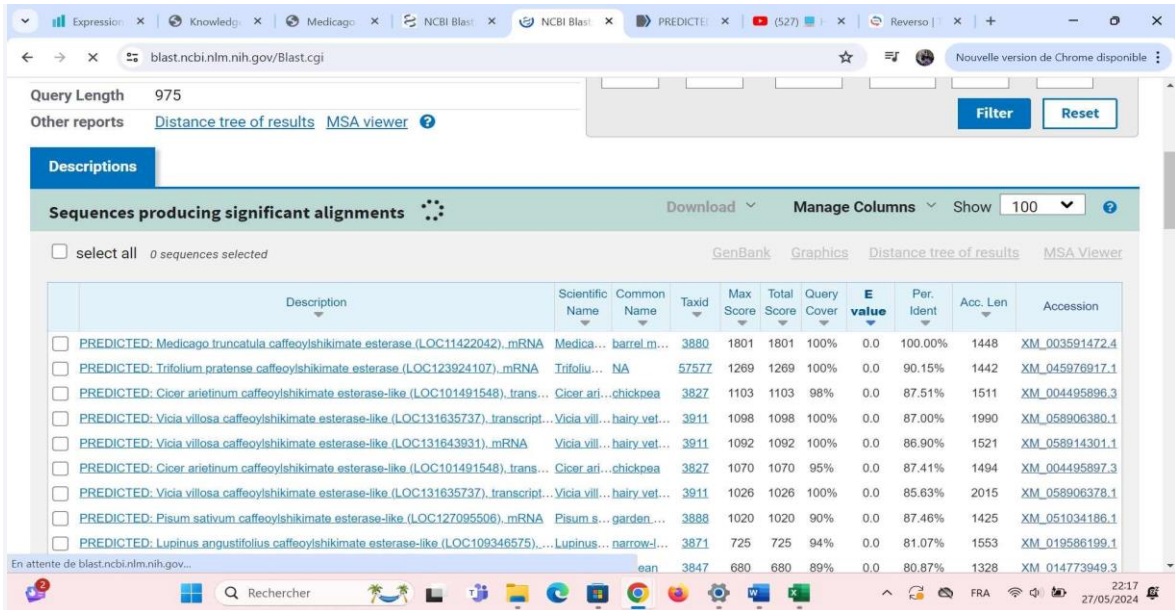 Expression
Knowledg
Medicago
NCBI Blast
NCBI Blast
PREDICTE
(527)
Reverso | T
blast.ncbi.nlm.nih.gov/Blast.cgi
Nouvelle version de Chrome disponible
Query Length 975
Other reports Distance tree of results MSA viewer
Filter Reset
Descriptions
Sequences producing significant alignments Download Manage Columns Show 100
select all 0 sequences selected GenBank Graphics Distance tree of results MSA Viewer
Description Scientific Name Common Name Taxid Max Score Total Score Query Cover E value Per. Ident Acc. Len Accession
PREDICTED: Medicago truncatula caffeoylshikimate esterase (LOC11422042), mRNA Medica... barrel m... 3880 1801 1801 100% 0.0 100.00% 1448 XM_003591472.4
PREDICTED: Trifolium pratense caffeoylshikimate esterase (LOC123924107), mRNA Trifoliu... NA 57577 1269 1269 100% 0.0 90.15% 1442 XM_045976917.1
PREDICTED: Cicer arietinum caffeoylshikimate esterase-like (LOC101491548), trans... Cicer ari... chickpea 3827 1103 1103 98% 0.0 87.51% 1511 XM_004495896.3
PREDICTED: Vicia villosa caffeoylshikimate esterase-like (LOC131635737), transcript... Vicia vill... hairy vet... 3911 1098 1098 100% 0.0 87.00% 1990 XM_058906380.1
PREDICTED: Vicia villosa caffeoylshikimate esterase-like (LOC131643931), mRNA Vicia vill... hairy vet... 3911 1092 1092 100% 0.0 86.90% 1521 XM_058914301.1
PREDICTED: Cicer arietinum caffeoylshikimate esterase-like (LOC101491548), trans... Cicer ari... chickpea 3827 1070 1070 95% 0.0 87.41% 1494 XM_004495897.3
PREDICTED: Vicia villosa caffeoylshikimate esterase-like (LOC131635737), transcript... Vicia vill... hairy vet... 3911 1026 1026 100% 0.0 85.63% 2015 XM_058906378.1
PREDICTED: Pisum sativum caffeoylshikimate esterase-like (LOC127095506), mRNA Pisum s... garden ... 3888 1020 1020 90% 0.0 87.46% 1425 XM_051034186.1
PREDICTED: Lupinus angustifolius caffeoylshikimate esterase-like (LOC109346575), ... Lupinus... narrow-l... 3871 725 725 94% 0.0 81.07% 1553 XM_019586199.1
ean 3847 680 680 89% 0.0 80.87% 1328 XM_014773949.3
En attente de blast.ncbi.nlm.nih.gov...
2 Rechercher FRA 22:17
27/05/2024